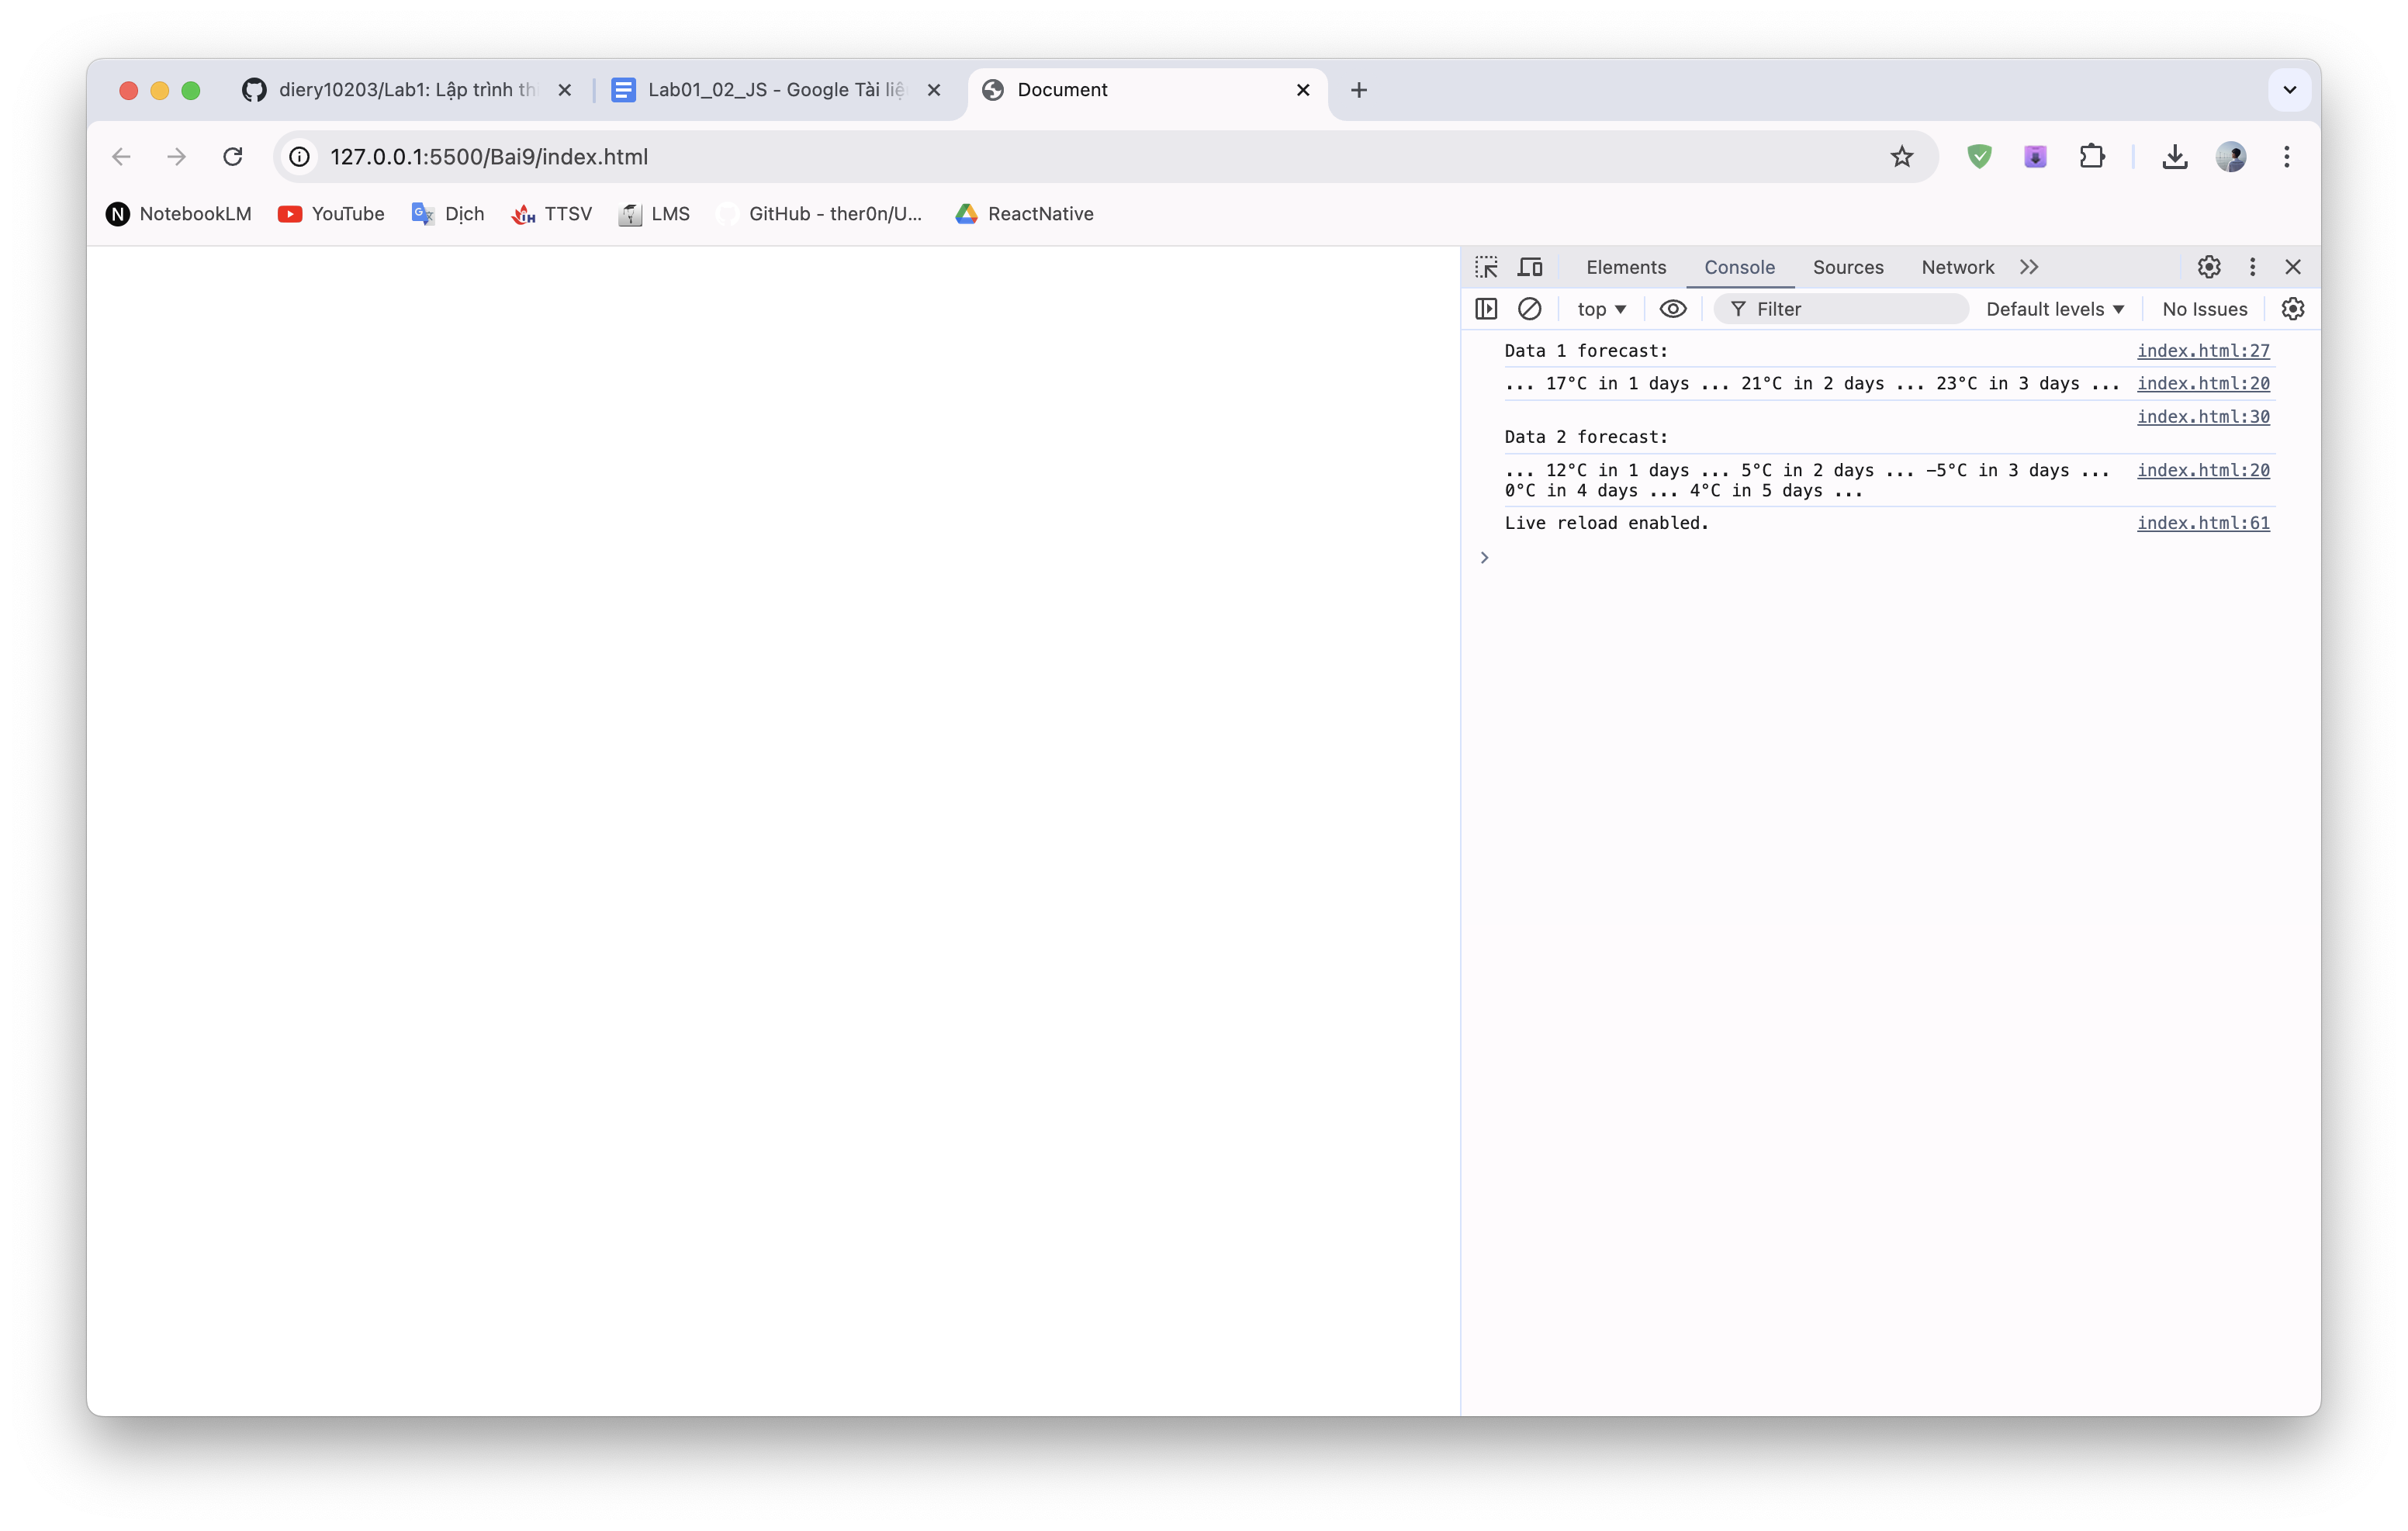 diery10203/Lab1: Lập trình th
Lab01_02_JS - Google Tài liệ
Document
127.0.0.1:5500/Bai9/index.html
NotebookLM
YouTube
Dịch
TTSV
LMS
GitHub - ther0n/U...
ReactNative
Elements
Console
Sources
Network
top
Filter
Default levels
No Issues
Data 1 forecast: index.html:27
... 17°C in 1 days ... 21°C in 2 days ... 23°C in 3 days ... index.html:20
index.html:30
Data 2 forecast:
... 12°C in 1 days ... 5°C in 2 days ... -5°C in 3 days ... index.html:20
0°C in 4 days ... 4°C in 5 days ...
Live reload enabled. index.html:61